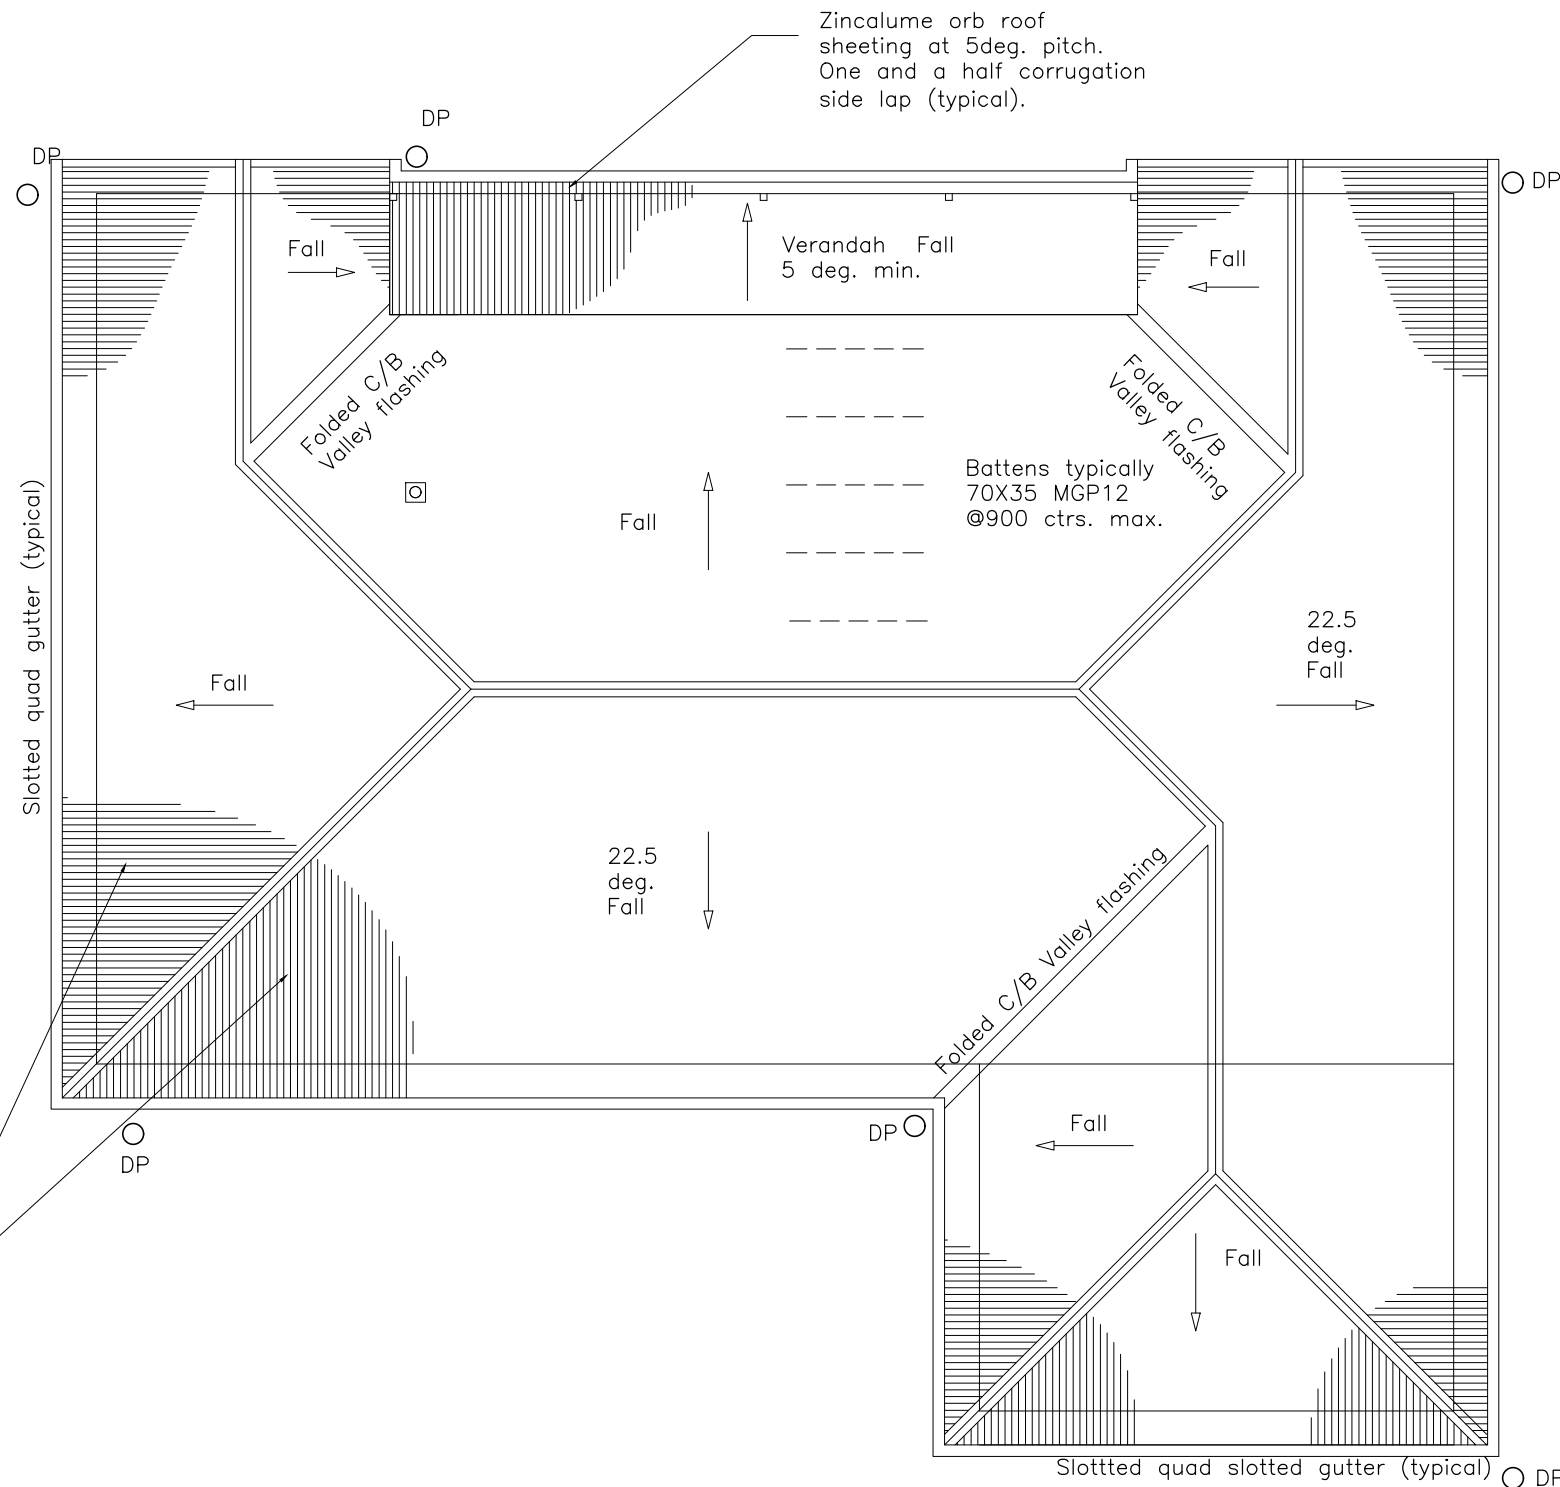 Zincalume orb roof
sheeting at 5deg. pitch.
One and a half corrugation
side lap (typical).
DP
DP
DP
Fall
Verandah Fall
5 deg. min.
Fall
Folded C/B
Valley flashing
Folded C/B
Valley flashing
Battens typically
70X35 MGP12
@900 ctrs. max.
Fall
Slotted quad gutter (typical)
22.5
deg.
Fall
Fall
22.5
deg.
Fall
Folded C/B Valley flashing
DP
DP
Fall
Fall
Slottted quad slotted gutter (typical)
DP